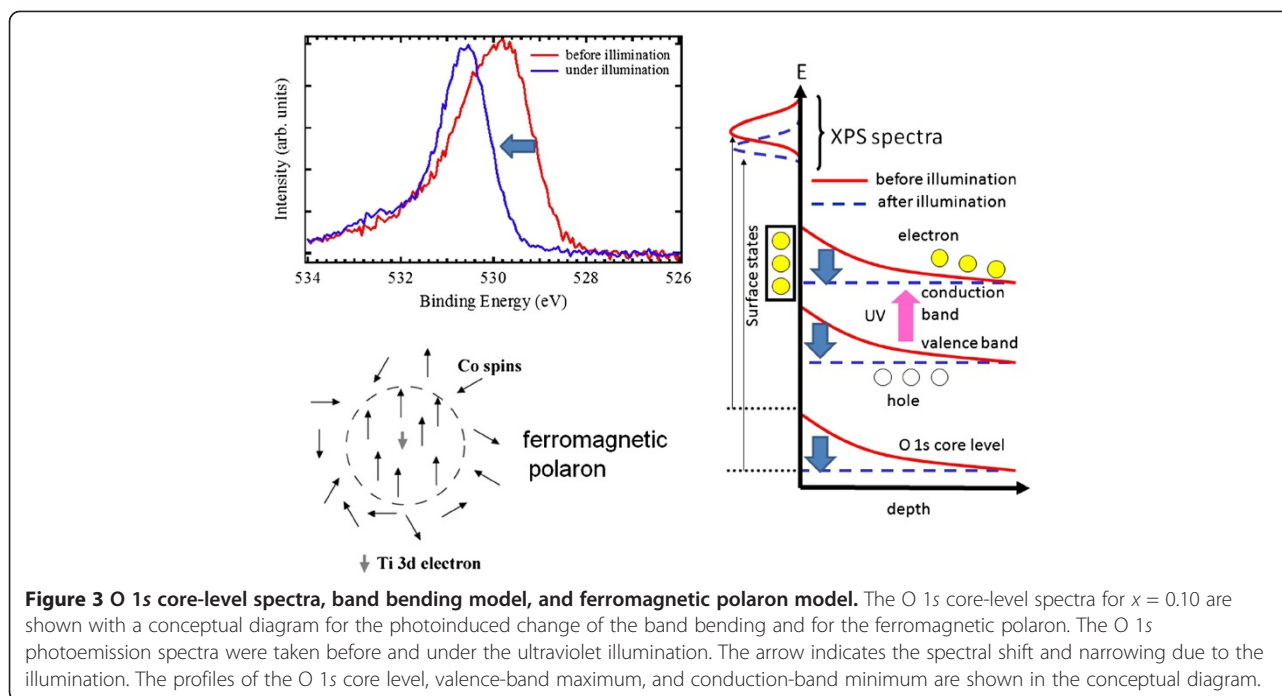 before illimination
under illumination
Intensity (arb. units)
534
532
530
528
526
Binding Energy (eV)
Co spins
ferromagnetic
polaron
Ti 3d electron
E
XPS spectra
before illumination
after illumination
Surface states
electron
conduction
UV
band
valence band
hole
O 1s core level
depth
Figure 3 O 1s core-level spectra, band bending model, and ferromagnetic polaron model. The O 1s core-level spectra for x = 0.10 are
shown with a conceptual diagram for the photoinduced change of the band bending and for the ferromagnetic polaron. The O 1s
photoemission spectra were taken before and under the ultraviolet illumination. The arrow indicates the spectral shift and narrowing due to the
illumination. The profiles of the O 1s core level, valence-band maximum, and conduction-band minimum are shown in the conceptual diagram.